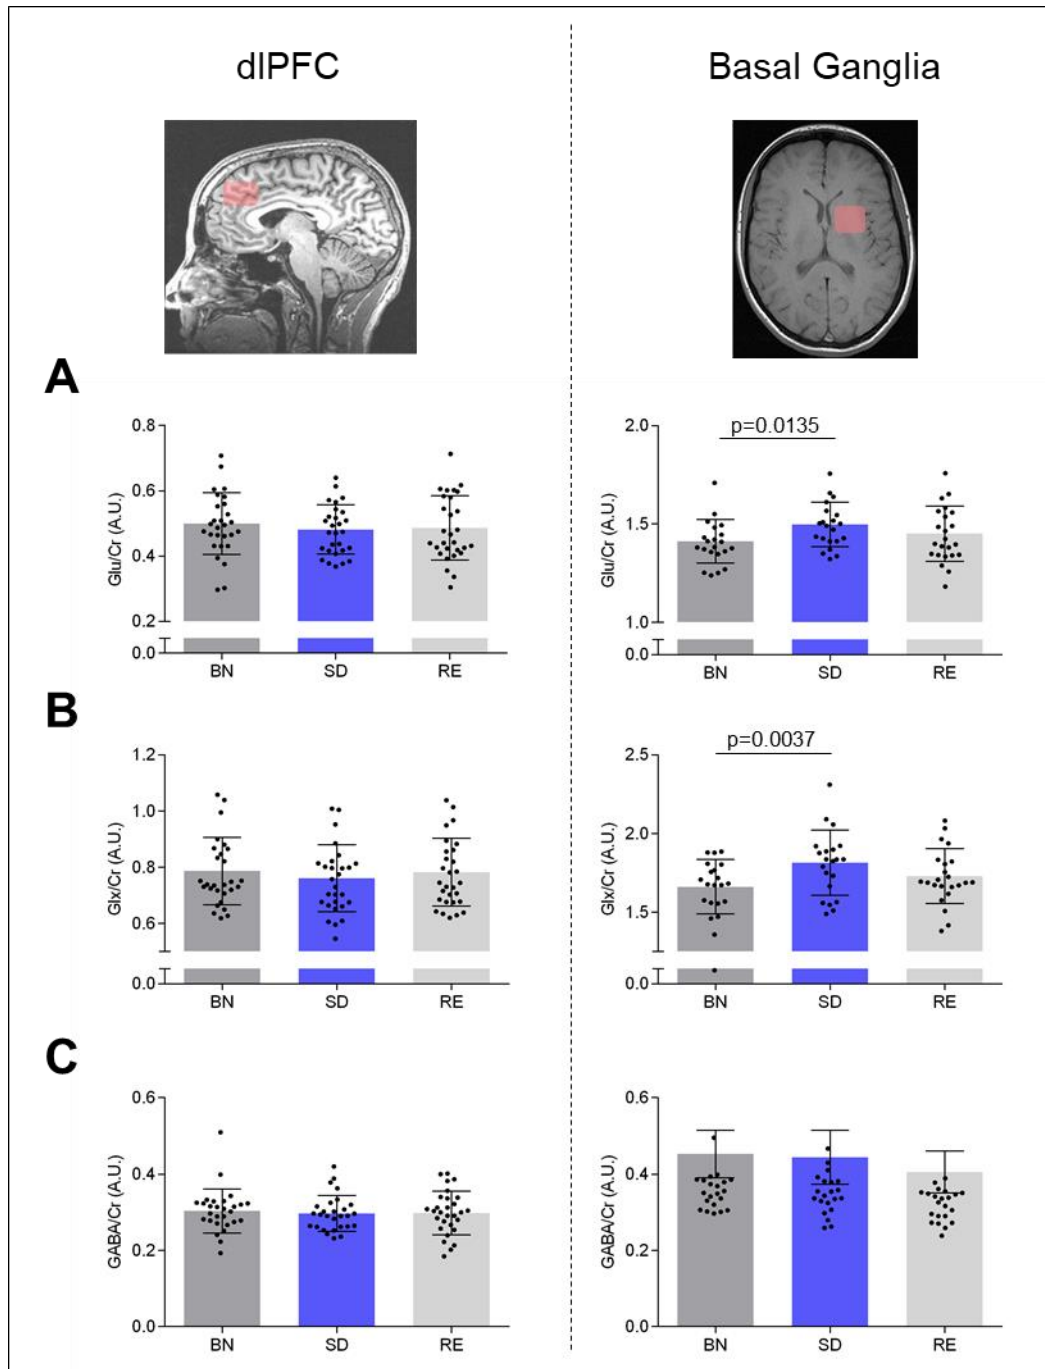 dlPFC
Basal Ganglia
A
0.8
0.6
0.4
0.2
0.0
Glu/Cr (A.U.)
BN SD RE
p=0.0135
2.0
1.5
1.0
0.0
Glu/Cr (A.U.)
BN SD RE
B
1.2
1.0
0.8
0.6
0.0
Glx/Cr (A.U.)
BN SD RE
p=0.0037
2.5
2.0
1.5
0.0
Glx/Cr (A.U.)
BN SD RE
C
0.6
0.4
0.2
0.0
GABA/Cr (A.U.)
BN SD RE
0.6
0.4
0.2
0.0
GABA/Cr (A.U.)
BN SD RE